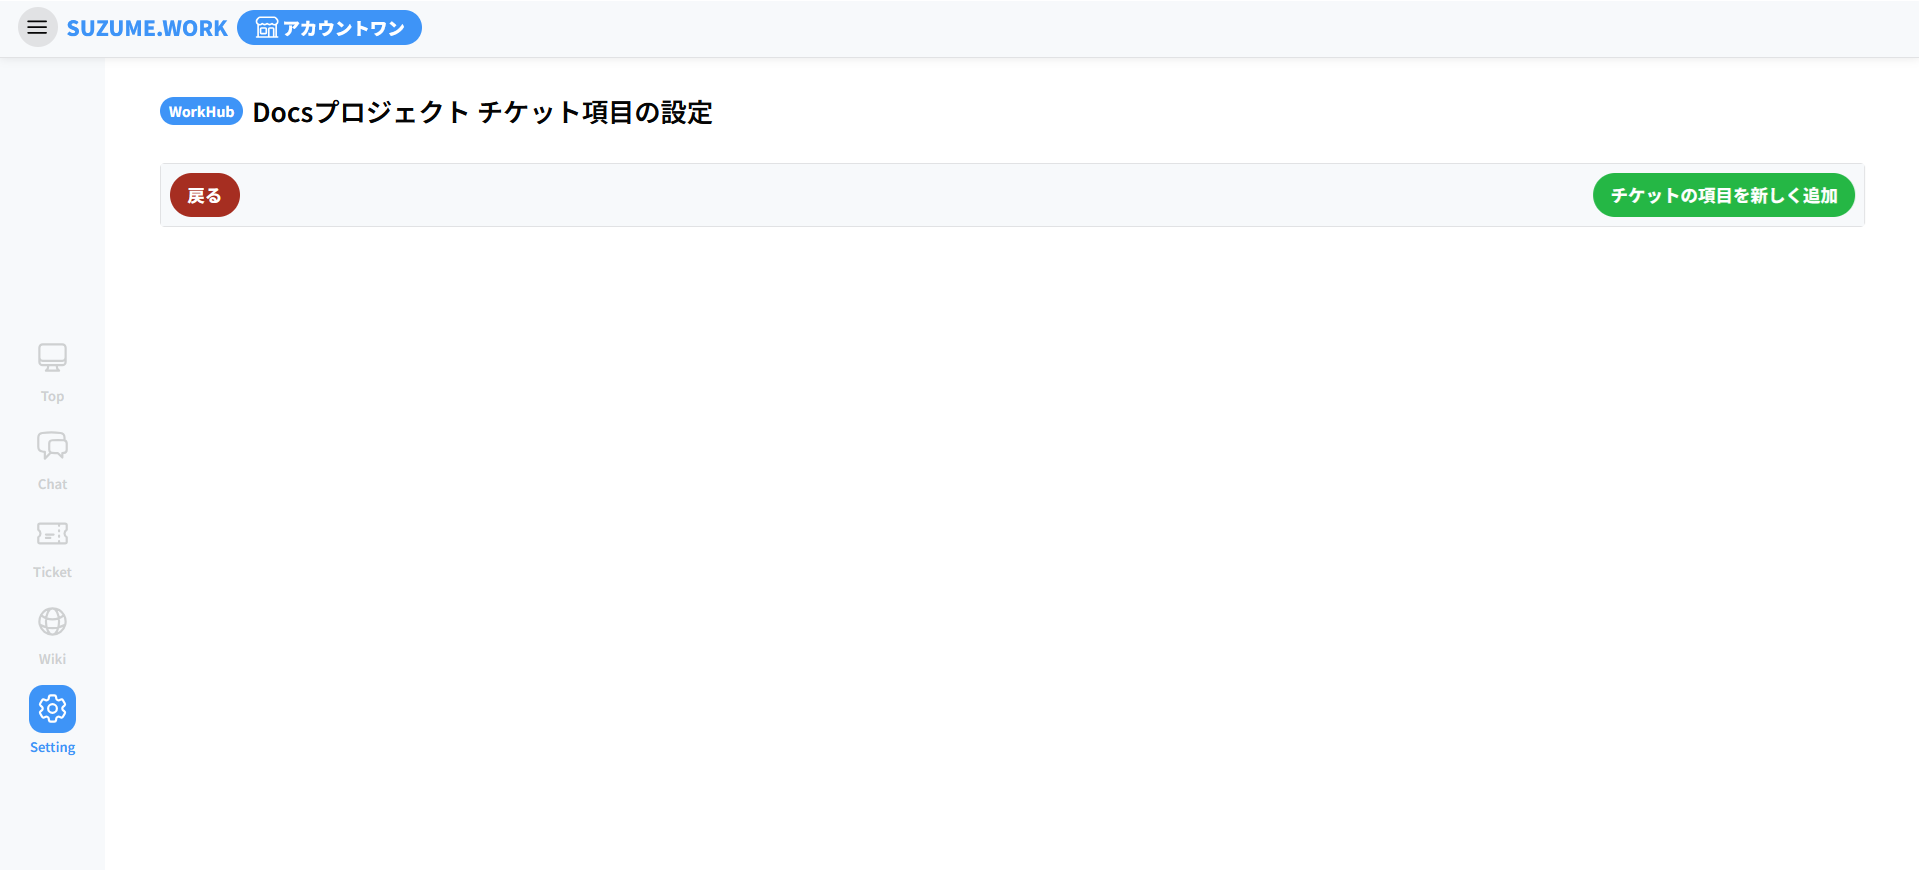 SUZUME.WORK アカウントワン
WorkHub Docsプロジェクト チケット項目の設定
戻る チケットの項目を新しく追加
Top
Chat
Ticket
Wiki
Setting